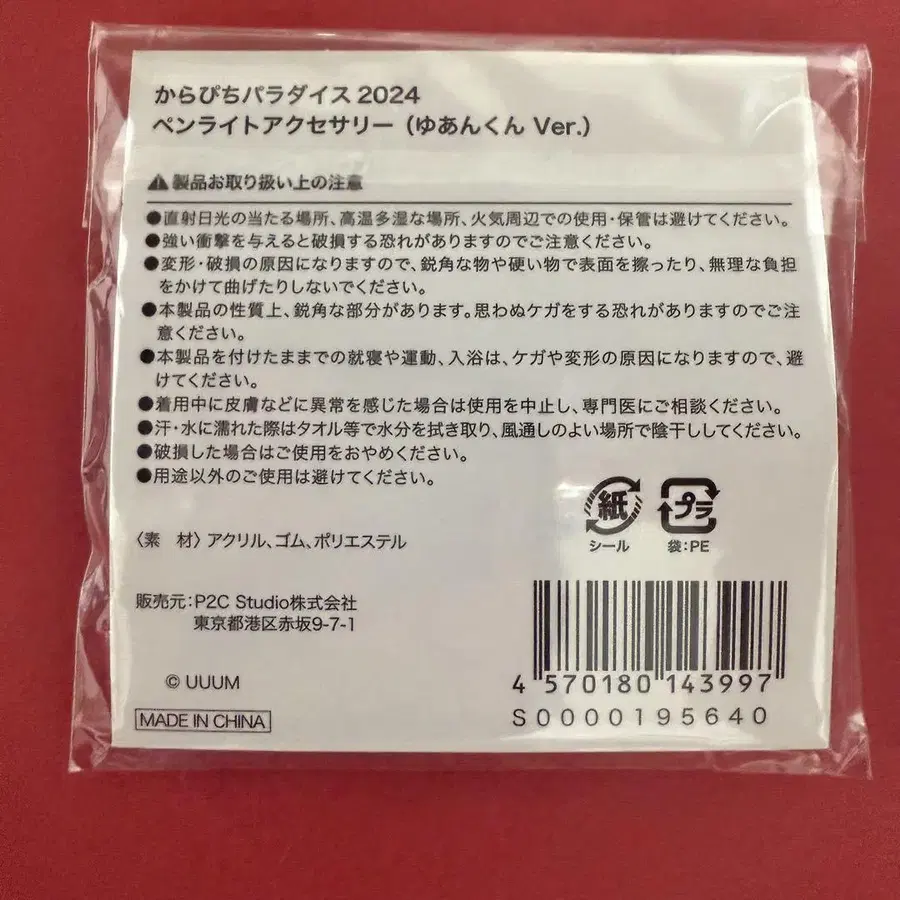 からぴちパラダイス 2024
ペンライトアクセサリー（ゆあんくん Ver.）
⚠製品お取り扱い上の注意
●直射日光の当たる場所、高温多湿な場所、火気周辺での使用・保管は避けてください。
●強い衝撃を与えると破損する恐れがありますのでご注意ください。
●変形・破損の原因になりますので、鋭角な物や硬い物で表面を擦ったり、無理な負担
をかけて曲げたりしないでください。
●本製品の性質上、鋭角な部分があります。思わぬケガをする恐れがありますのでご注
意ください。
●本製品を付けたままでの就寝や運動、入浴は、ケガや変形の原因になりますので、避
けてください。
●着用中に皮膚などに異常を感じた場合は使用を中止し、専門医にご相談ください。
●汗・水に濡れた際はタオル等で水分を拭き取り、風通しのよい場所で陰干ししてください。
●破損した場合はご使用をおやめください。
●用途以外のご使用は避けてください。
紙
シール
プラ
袋：PE
〈素　材〉アクリル、ゴム、ポリエステル
販売元：P2C Studio株式会社
東京都港区赤坂9-7-1
© UUUM
MADE IN CHINA
4 570180 143997
S0000195640